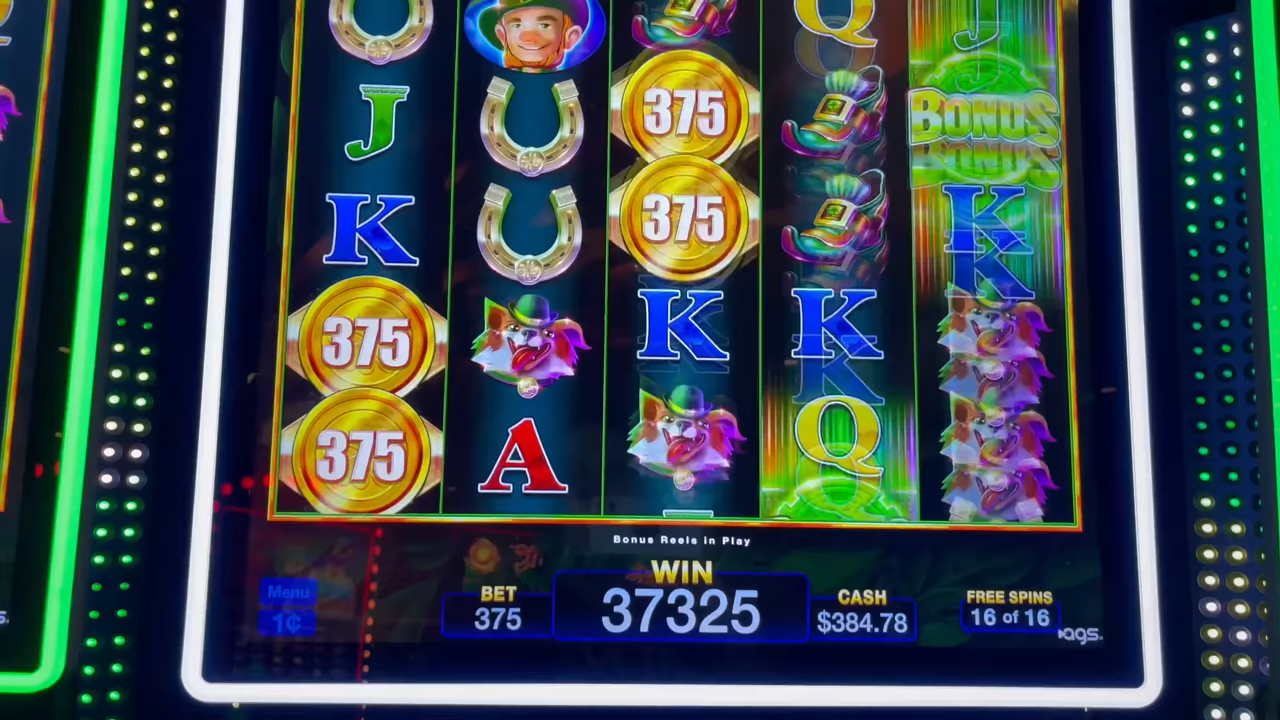 Q
J
BONUS
375
J
375
K
K
375
K
K
K
375
A
Q
Bonus Reels in Play
WIN
37325
Menu
1¢
BET
375
CASH
$384.78
FREE SPINS
16 of 16
ags.